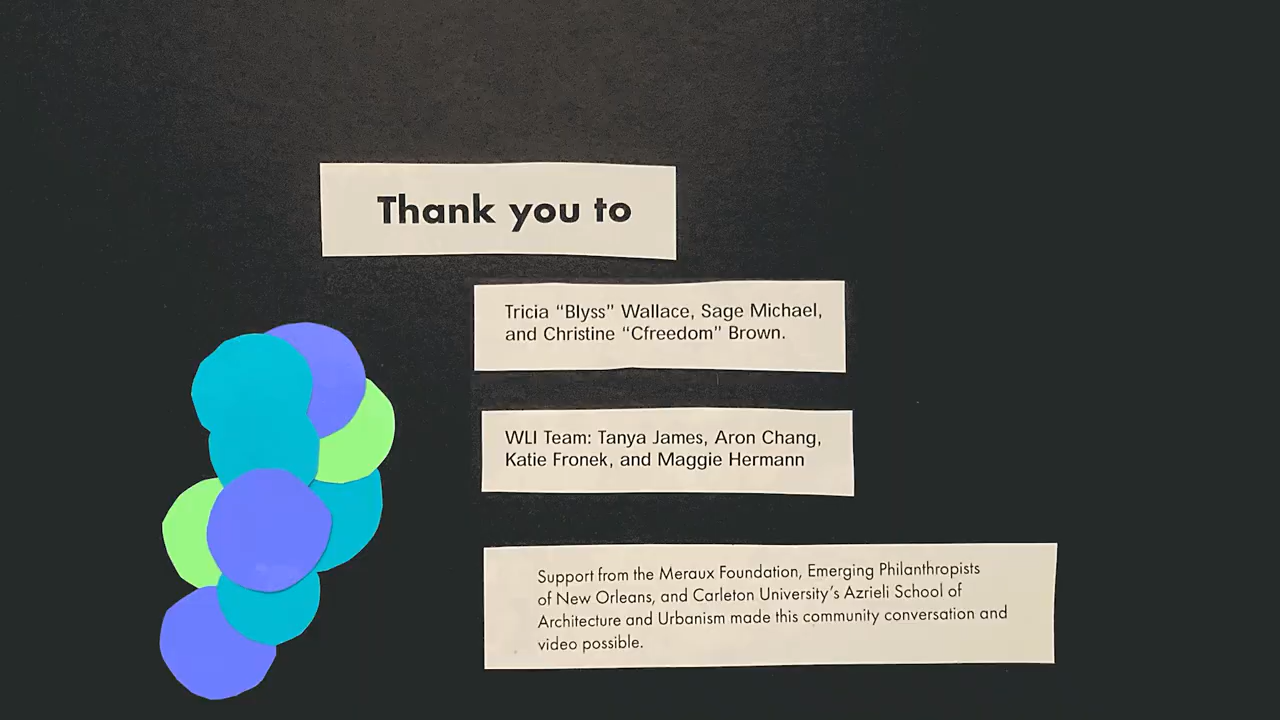 Thank you to
Tricia “Blyss” Wallace, Sage Michael,
and Christine “Cfreedom” Brown.
WLI Team: Tanya James, Aron Chang,
Katie Fronek, and Maggie Hermann
Support from the Meraux Foundation, Emerging Philanthropists
of New Orleans, and Carleton University’s Azrieli School of
Architecture and Urbanism made this community conversation and
video possible.